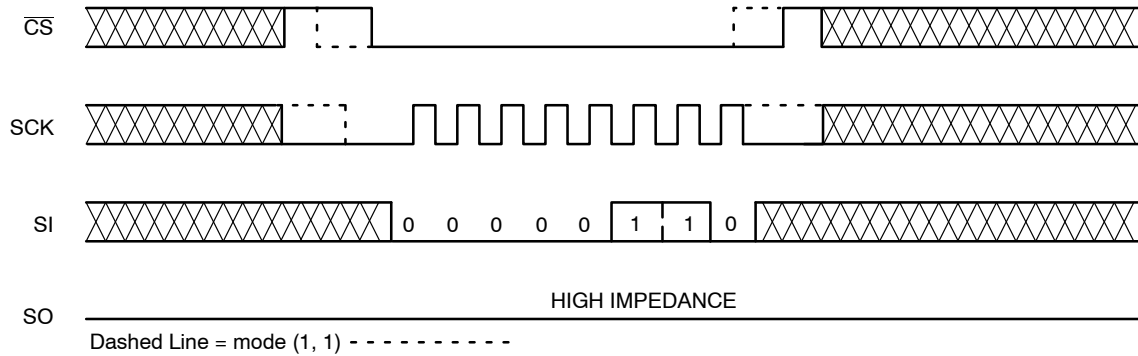 CS
SCK
SI
0 0 0 0 0 1 1 0
SO
HIGH IMPEDANCE
Dashed Line = mode (1, 1)